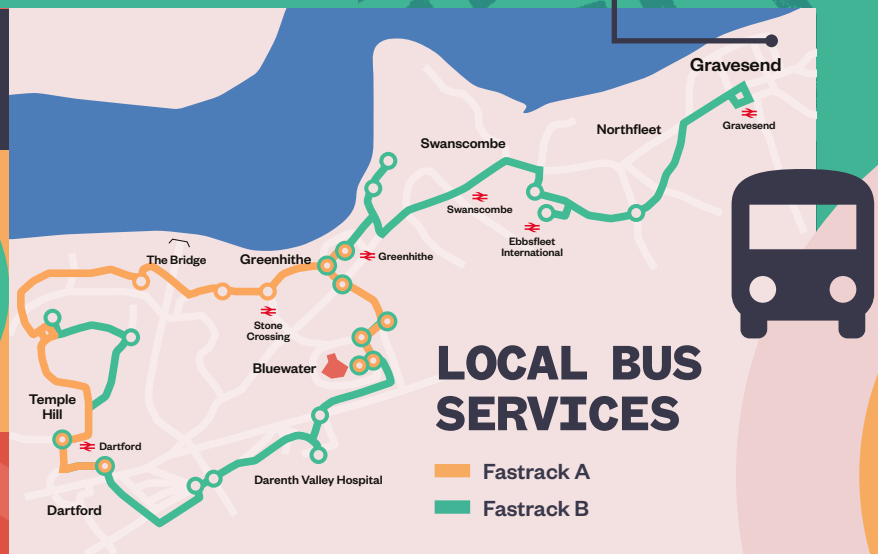 Gravesend
Gravesend
Northfleet
Swanscombe
Swanscombe
Ebbsfleet
International
The Bridge
Greenhithe
Greenhithe
Stone
Crossing
Bluewater
LOCAL BUS
SERVICES
Temple
Hill
Dartford
Fastrack A
Darenth Valley Hospital
Dartford
Fastrack B